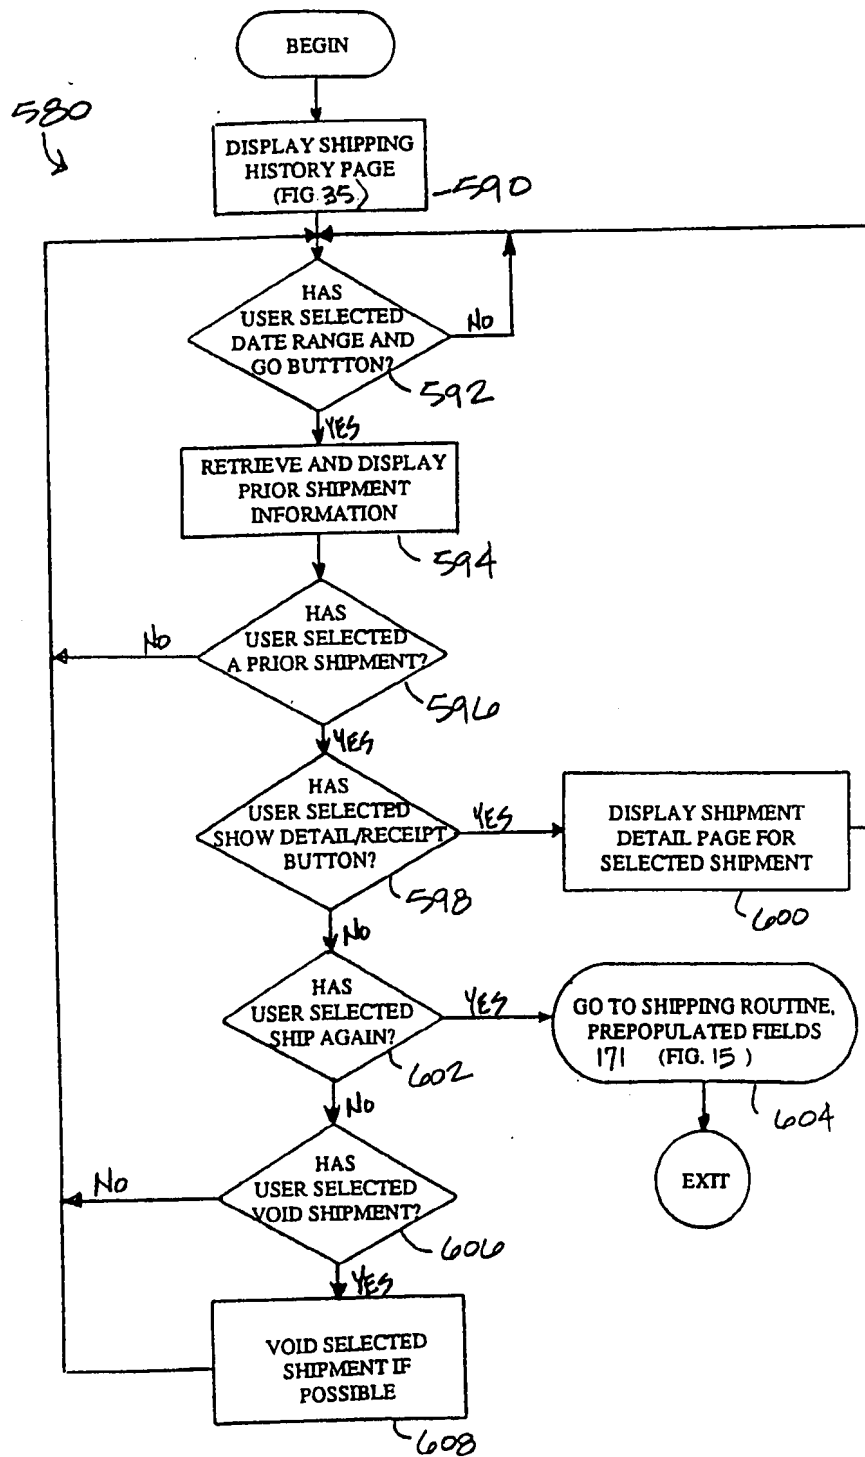 BEGIN
580
DISPLAY SHIPPING
HISTORY PAGE
(FIG. 35)
590
HAS
USER SELECTED
DATE RANGE AND
GO BUTTTON?
No
592
YES
RETRIEVE AND DISPLAY
PRIOR SHIPMENT
INFORMATION
594
HAS
USER SELECTED
A PRIOR SHIPMENT?
No
596
YES
HAS
USER SELECTED
SHOW DETAIL/RECEIPT
BUTTON?
YES
598
DISPLAY SHIPMENT
DETAIL PAGE FOR
SELECTED SHIPMENT
600
No
HAS
USER SELECTED
SHIP AGAIN?
YES
602
GO TO SHIPPING ROUTINE,
PREPOPULATED FIELDS
171 (FIG. 15)
604
EXIT
No
HAS
USER SELECTED
VOID SHIPMENT?
No
606
YES
VOID SELECTED
SHIPMENT IF
POSSIBLE
608